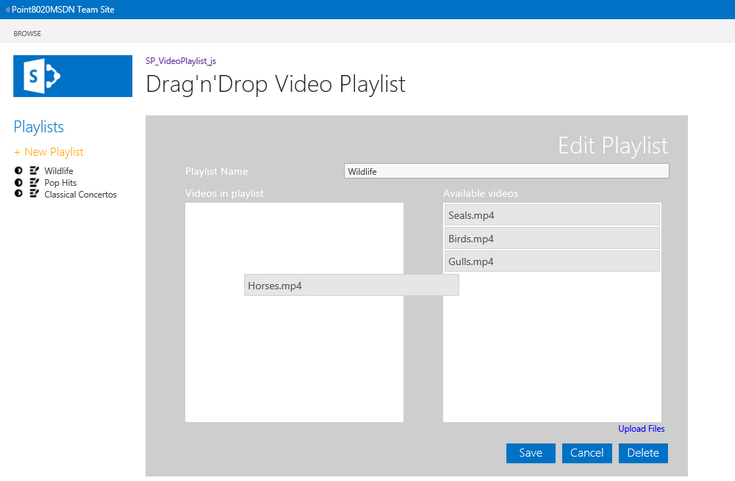 Point8020MSDN Team Site
BROWSE
S
SP_VideoPlaylist_js
Drag'n'Drop Video Playlist
Playlists
+ New Playlist
Wildlife
Pop Hits
Classical Concertos
Edit Playlist
Playlist Name
Wildlife
Videos in playlist
Available videos
Seals.mp4
Birds.mp4
Gulls.mp4
Horses.mp4
Upload Files
Save Cancel Delete